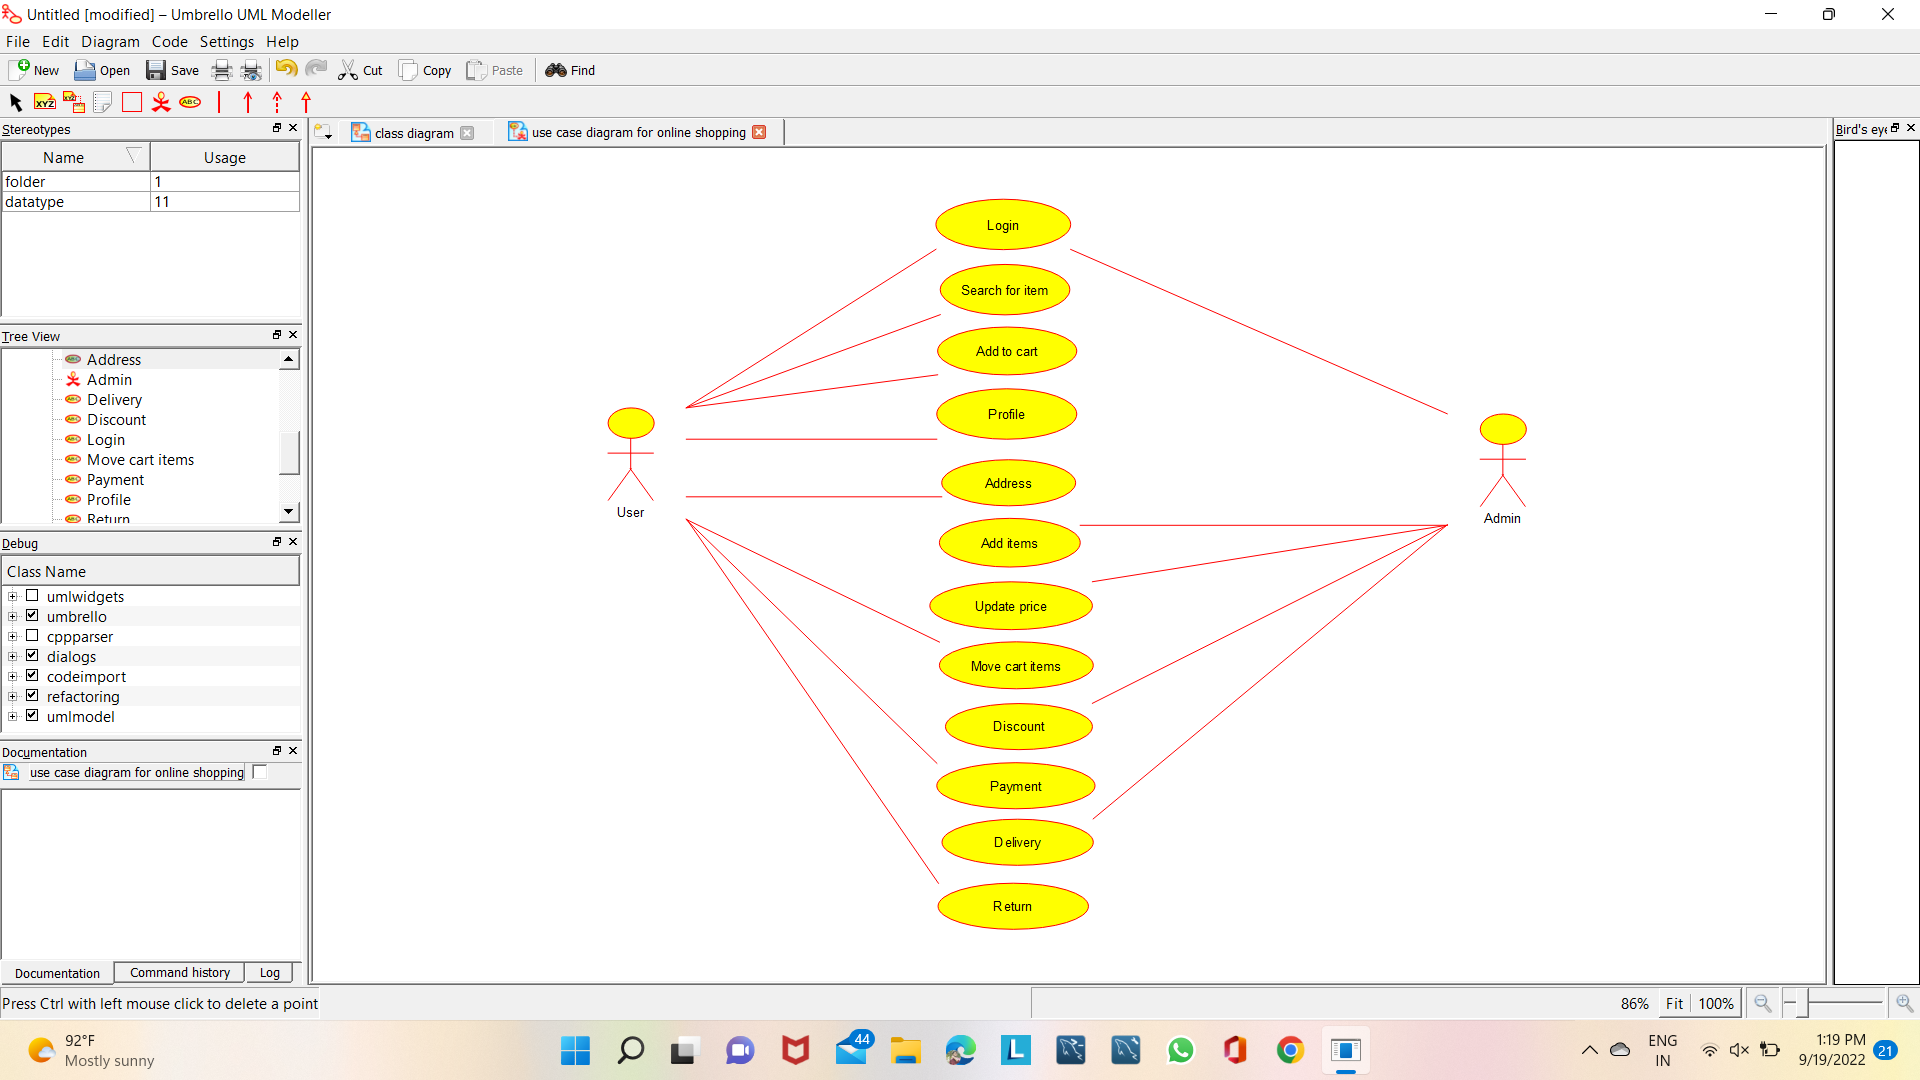 Untitled [modified] – Umbrello UML Modeller
File Edit Diagram Code Settings Help
New Open Save Cut Copy Paste Find
XYZ XYZ ABC
Stereotypes
Name Usage
folder 1
datatype 11
Tree View
Address
Admin
Delivery
Discount
Login
Move cart items
Payment
Profile
Return
Debug
Class Name
umlwidgets
umbrello
cppparser
dialogs
codeimport
refactoring
umlmodel
Documentation
use case diagram for online shopping
Documentation Command history Log
class diagram use case diagram for online shopping
Login
Search for item
Add to cart
Profile
Address
Add items
Update price
Move cart items
Discount
Payment
Delivery
Return
User
Admin
Bird's eye
Press Ctrl with left mouse click to delete a point
86% Fit 100%
92°F
Mostly sunny
44
L
ENG
IN
1:19 PM
9/19/2022
21